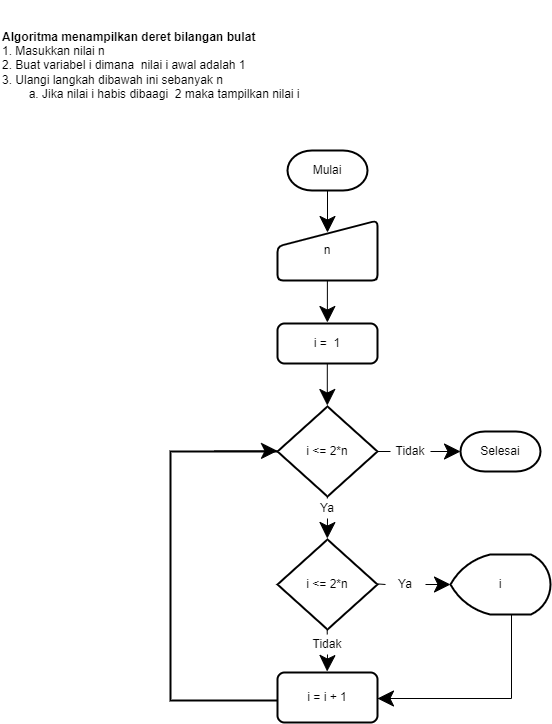 Algoritma menampilkan deret bilangan bulat
1. Masukkan nilai n
2. Buat variabel i dimana  nilai i awal adalah 1
3. Ulangi langkah dibawah ini sebanyak n
a. Jika nilai i habis dibaagi  2 maka tampilkan nilai i
Mulai
n
i =  1
i <= 2*n
Tidak
Selesai
Ya
i <= 2*n
Ya
i
Tidak
i = i + 1